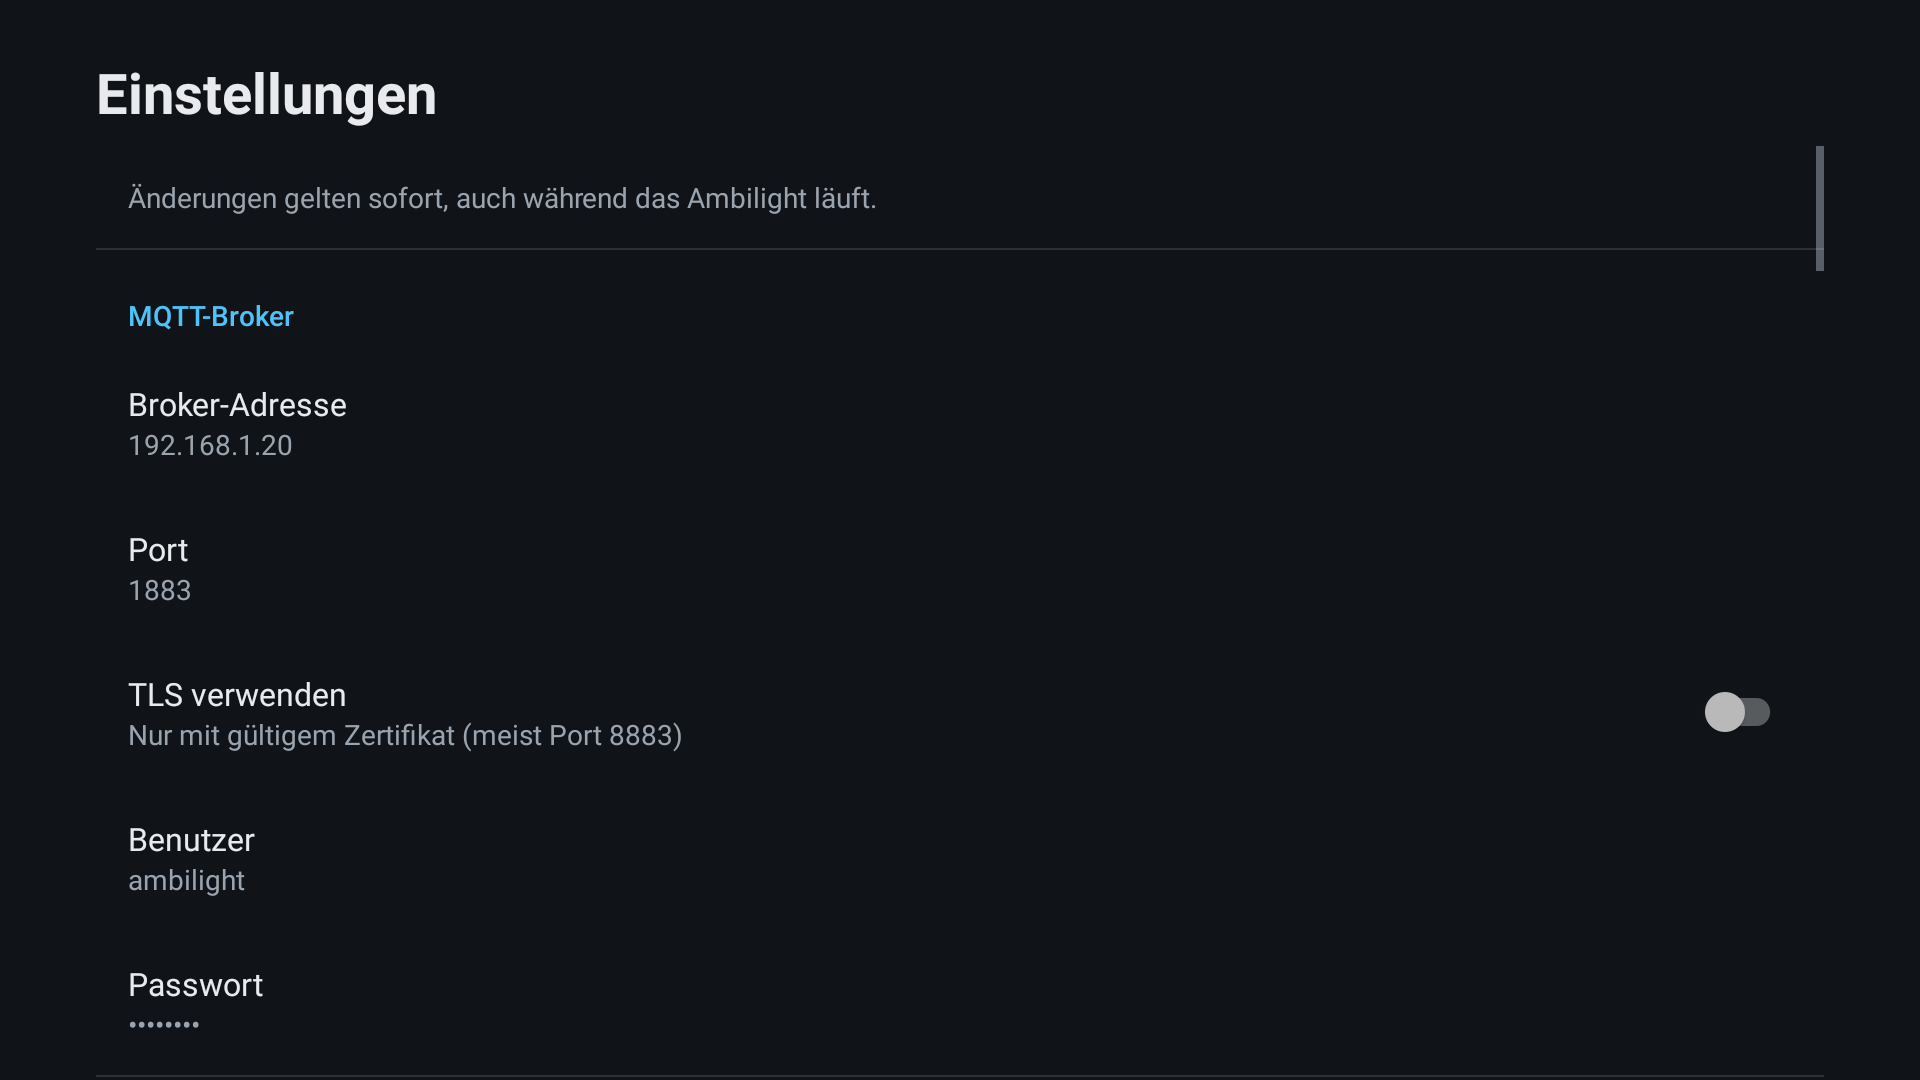 Einstellungen
Änderungen gelten sofort, auch während das Ambilight läuft.
MQTT-Broker
Broker-Adresse
192.168.1.20
Port
1883
TLS verwenden
Nur mit gültigem Zertifikat (meist Port 8883)
Benutzer
ambilight
Passwort
••••••••